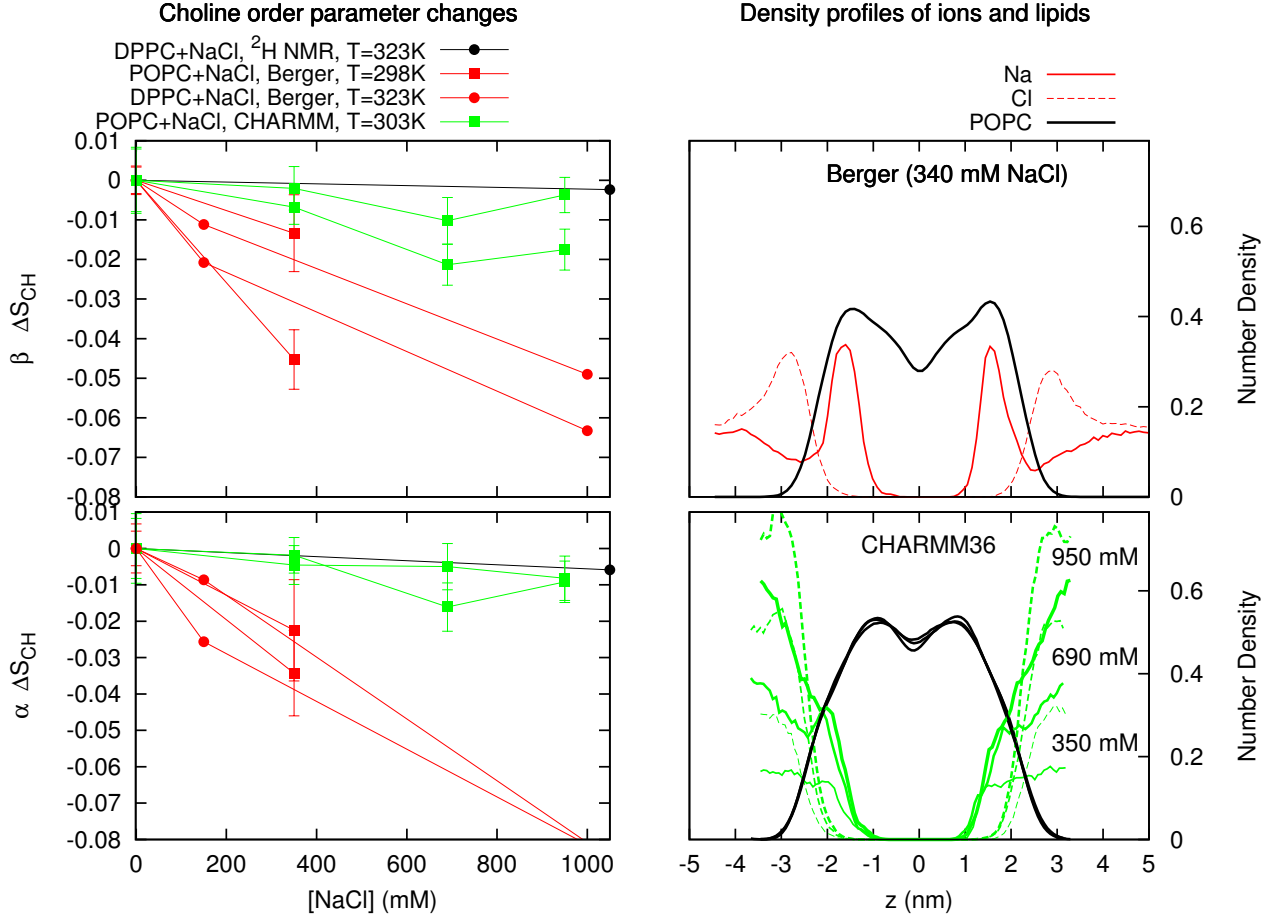 Choline order parameter changes
DPPC+NaCl, ²H NMR, T=323K
POPC+NaCl, Berger, T=298K
DPPC+NaCl, Berger, T=323K
POPC+NaCl, CHARMM, T=303K
0.01
0
-0.01
-0.02
-0.03
-0.04
-0.05
-0.06
-0.07
-0.08
β ΔS_CH
0.01
0
-0.01
-0.02
-0.03
-0.04
-0.05
-0.06
-0.07
-0.08
α ΔS_CH
0 200 400 600 800 1000
[NaCl] (mM)
Density profiles of ions and lipids
Na
Cl
POPC
Berger (340 mM NaCl)
0.6
0.4
0.2
0
Number Density
CHARMM36
950 mM
690 mM
350 mM
0.6
0.4
0.2
0
Number Density
-5 -4 -3 -2 -1 0 1 2 3 4 5
z (nm)